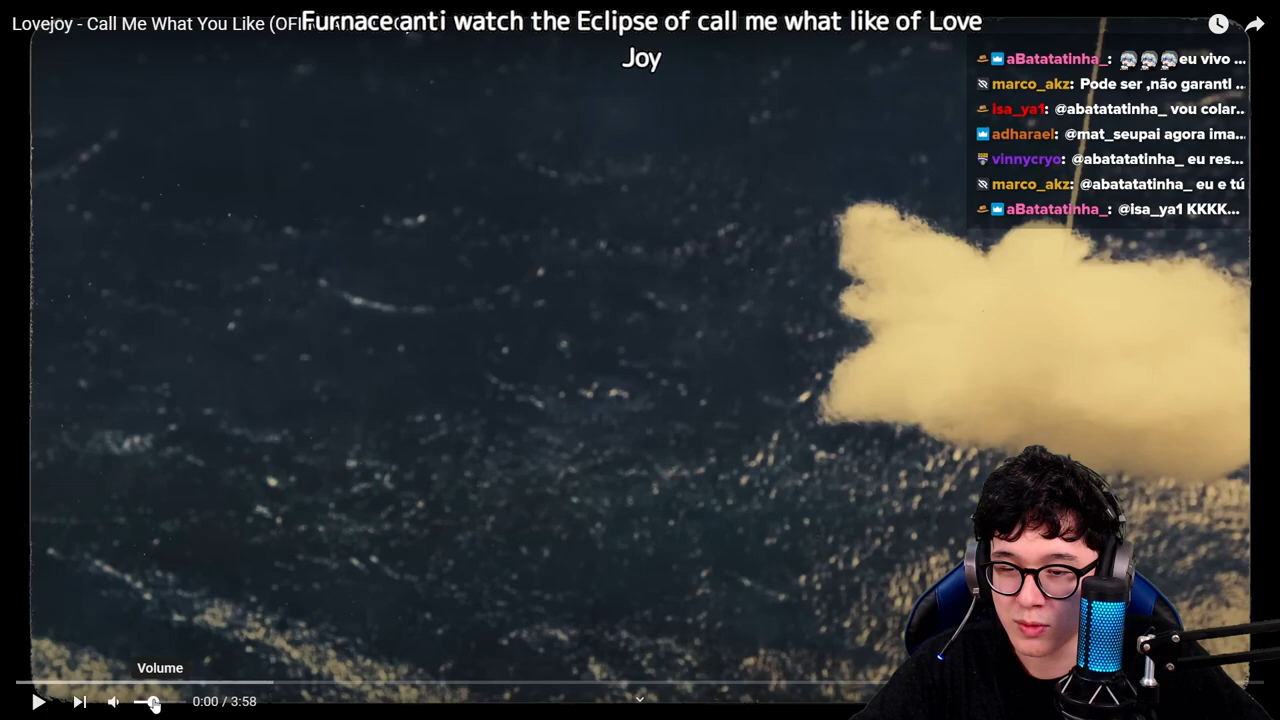 Lovejoy - Call Me What You Like (OFI
Furnace anti watch the Eclipse of call me what like of Love
Joy
aBatatatinha_: eu vivo ...
marco_akz: Pode ser ,não garantI ...
isa_ya1: @abatatatinha_ vou colar...
adharael: @mat_seupai agora ima...
vinnycryo: @abatatatinha_ eu res...
marco_akz: @abatatatinha_ eu e tú
aBatatatinha_: @isa_ya1 KKKK...
Volume
0:00 / 3:58